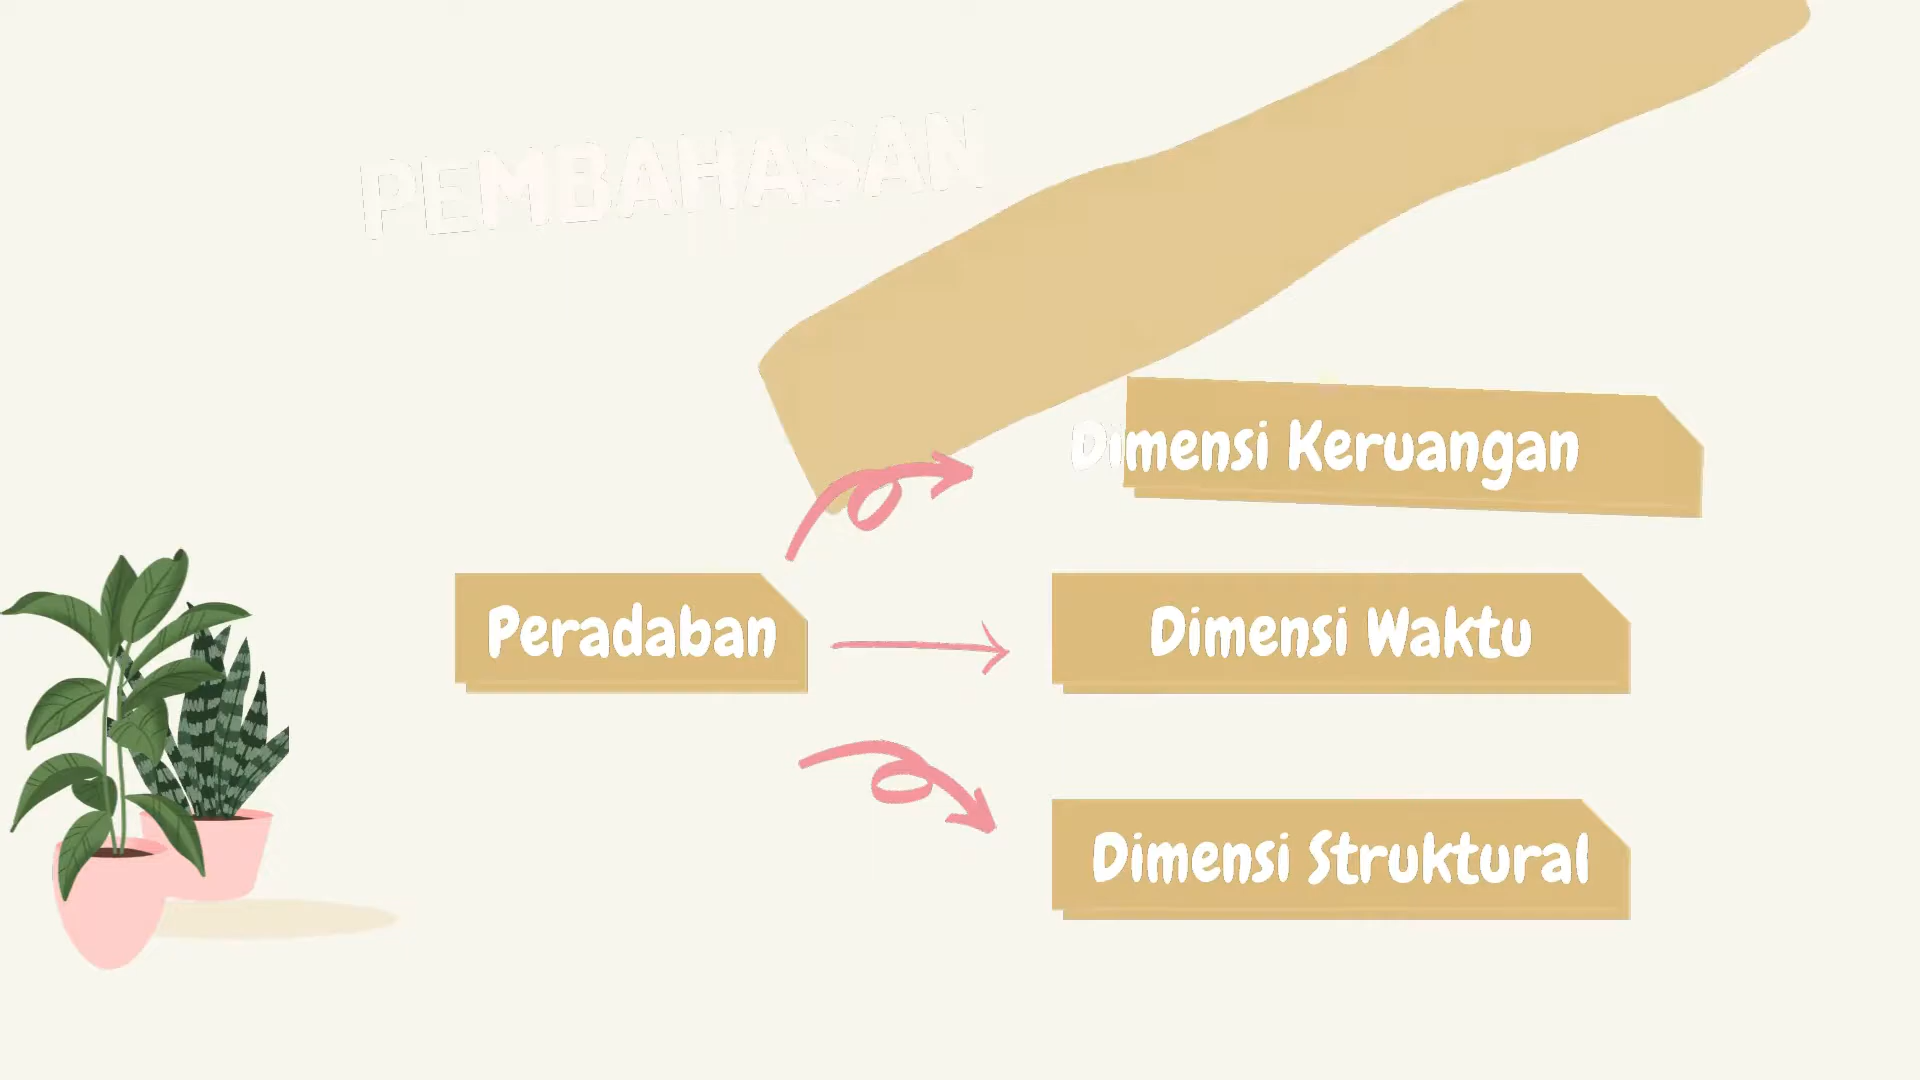 PEMBAHASAN
Dimensi Keruangan
Peradaban
Dimensi Waktu
Dimensi Struktural